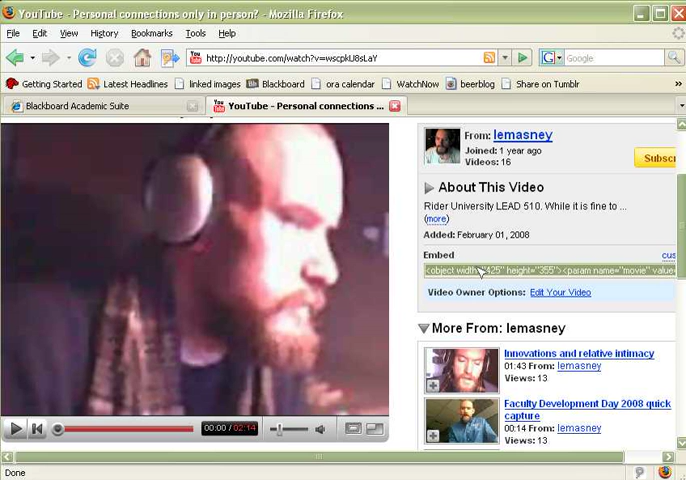 YouTube - Personal connections only in person? - Mozilla Firefox
File Edit View History Bookmarks Tools Help
http://youtube.com/watch?v=wscpkU8sLaY
Google
Getting Started Latest Headlines linked images Blackboard ora calendar WatchNow beerblog Share on Tumblr
Blackboard Academic Suite
YouTube - Personal connections ...
From: lemasney
Joined: 1 year ago
Videos: 16
Subsc
About This Video
Rider University LEAD 510. While it is fine to ...
(more)
Added: February 01, 2008
Embed
cus
<object width="425" height="355"><param name="movie" value=
Video Owner Options: Edit Your Video
More From: lemasney
Innovations and relative intimacy
01:43 From: lemasney
Views: 13
Faculty Development Day 2008 quick
capture
00:14 From: lemasney
Views: 13
00:00 / 02:14
Done